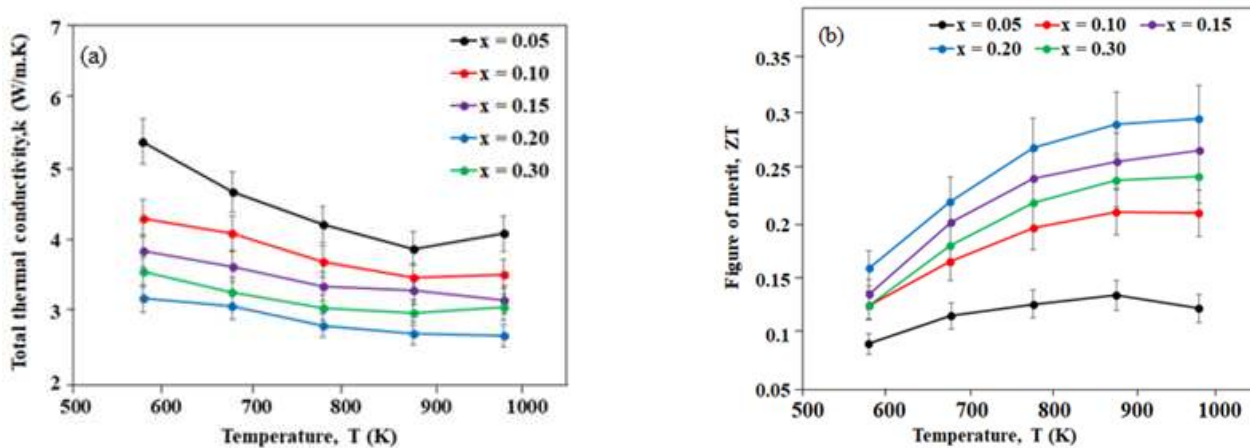 (a)
x = 0.05
x = 0.10
x = 0.15
x = 0.20
x = 0.30
7
6
5
4
3
2
500 600 700 800 900 1000
Total thermal conductivity,k (W/m.K)
Temperature, T (K)
(b)
x = 0.05 x = 0.10 x = 0.15
x = 0.20 x = 0.30
0.35
0.3
0.25
0.2
0.15
0.1
0.05
500 600 700 800 900 1000
Figure of merit, ZT
Temperature, T (K)